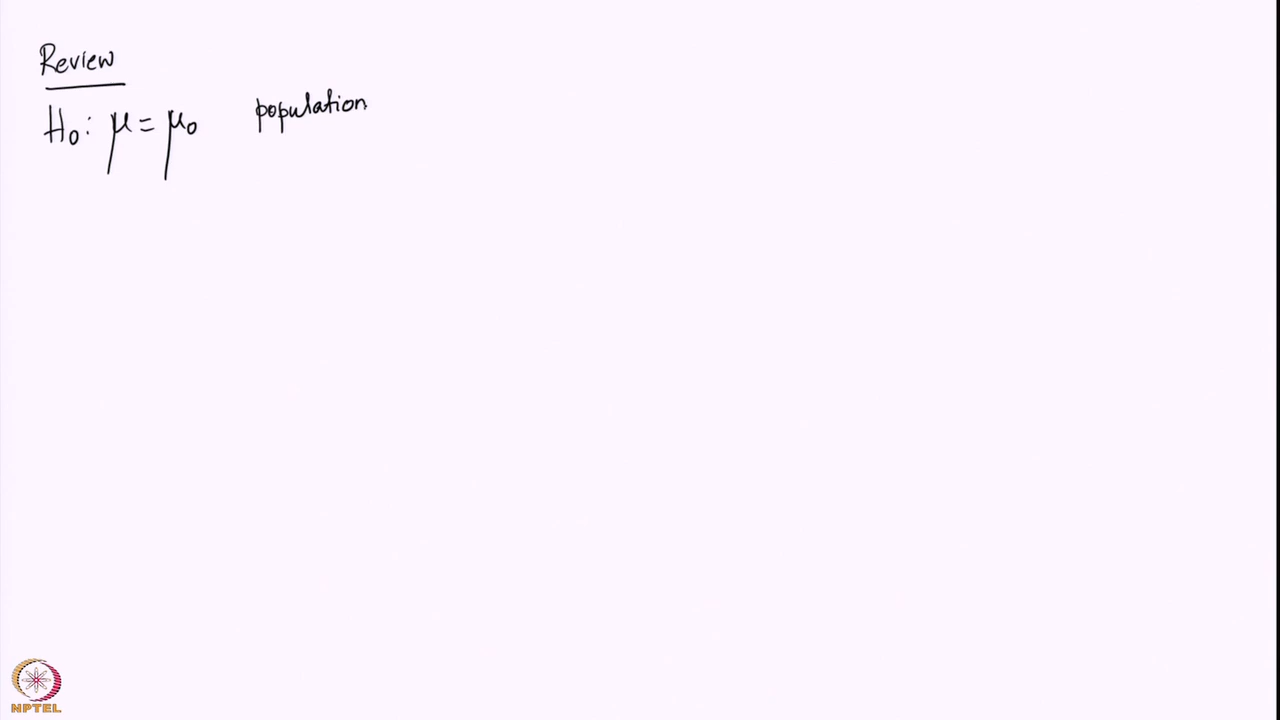 Review
H₀: μ = μ₀ population
NPTEL